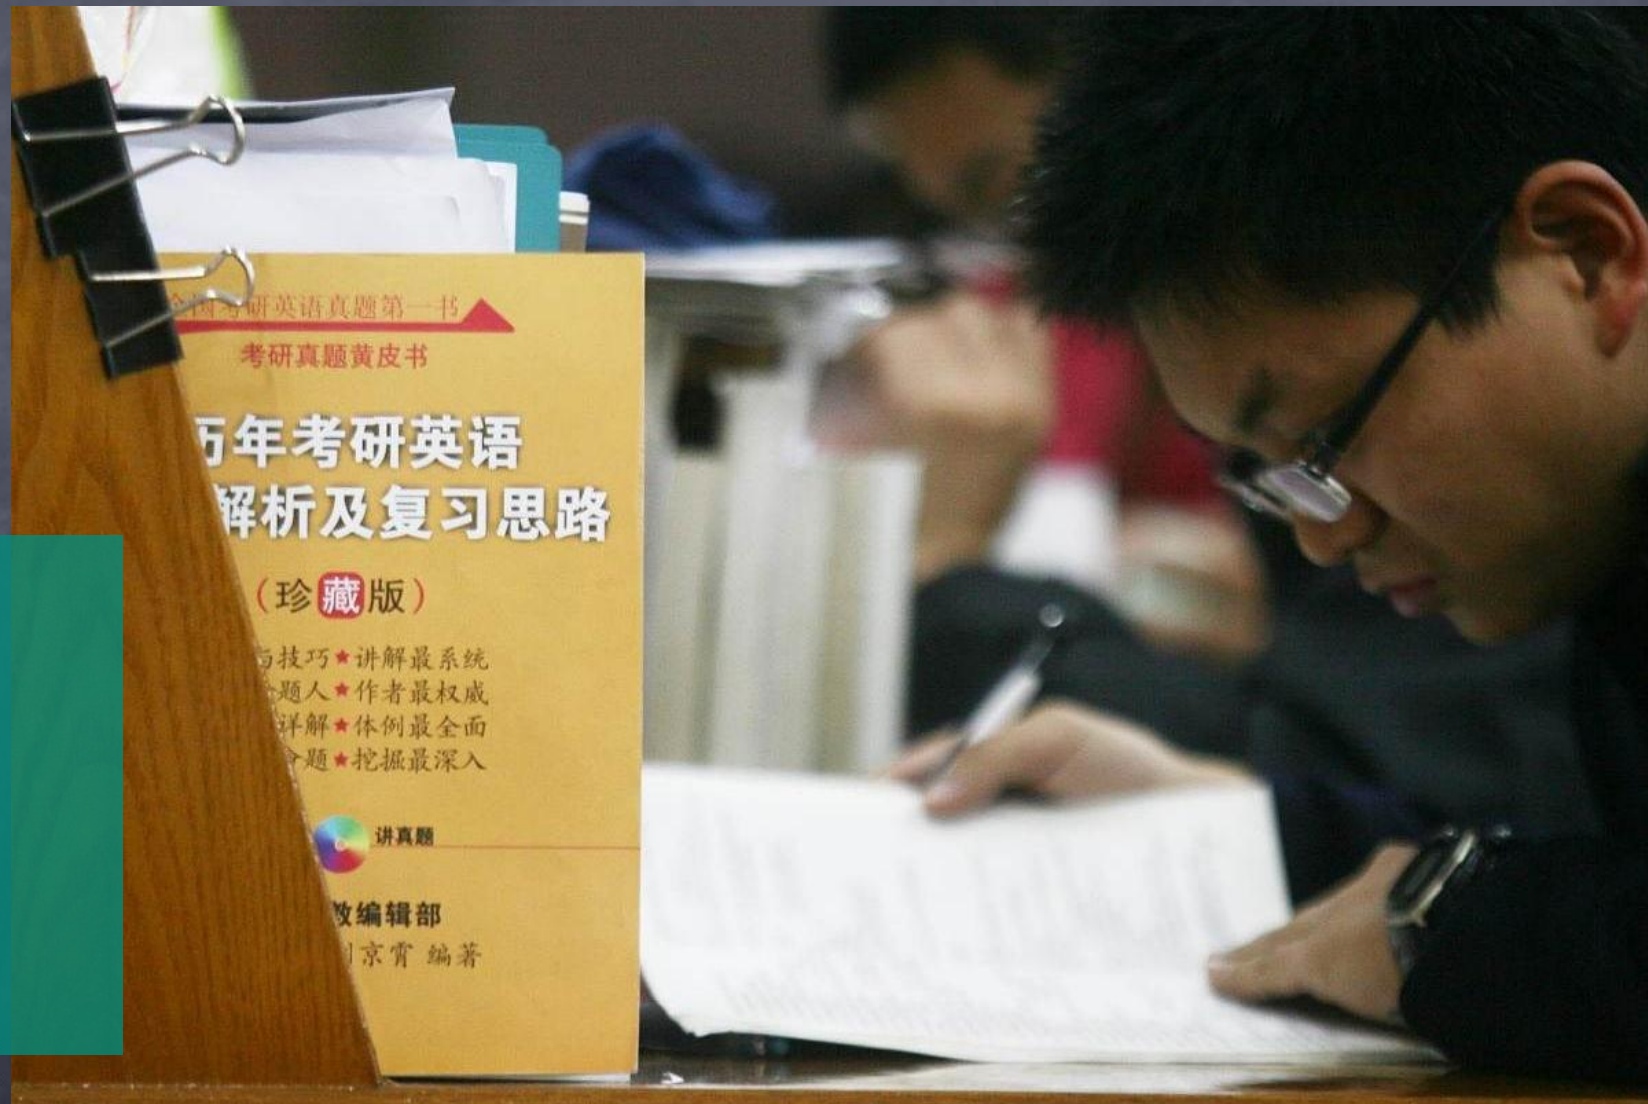 全国考研英语真题第一书
考研真题黄皮书
历年考研英语
解析及复习思路
（珍藏版）
与技巧★讲解最系统
题人★作者最权威
详解★体例最全面
命题★挖掘最深入
讲真题
教编辑部
京霄 编著